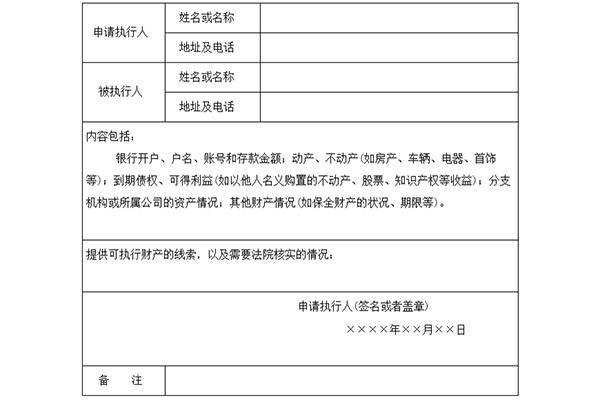 申请执行人
姓名或名称
地址及电话
被执行人
姓名或名称
地址及电话
内容包括：
银行开户、户名、账号和存款金额；动产、不动产(如房产、车辆、电器、首饰
等)；到期债权、可得利益(如以他人名义购置的不动产、股票、知识产权等收益)；分支
机构或所属公司的资产情况；其他财产情况(如保全财产的状况、期限等)。
提供可执行财产的线索，以及需要法院核实的情况：
申请执行人(签名或者盖章)
××××年××月××日
备 注